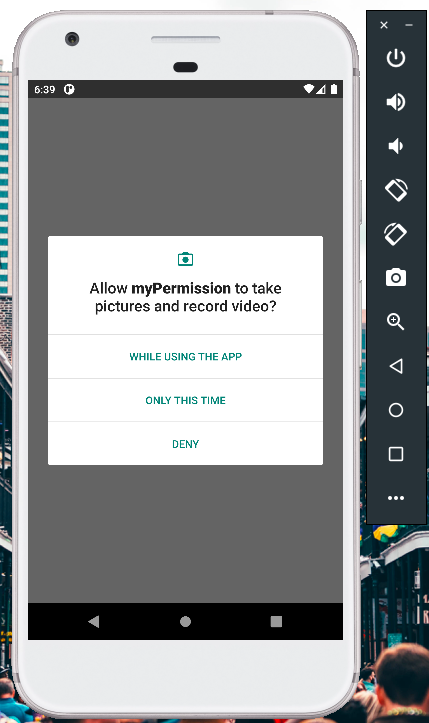 6:39
Allow myPermission to take
pictures and record video?
WHILE USING THE APP
ONLY THIS TIME
DENY